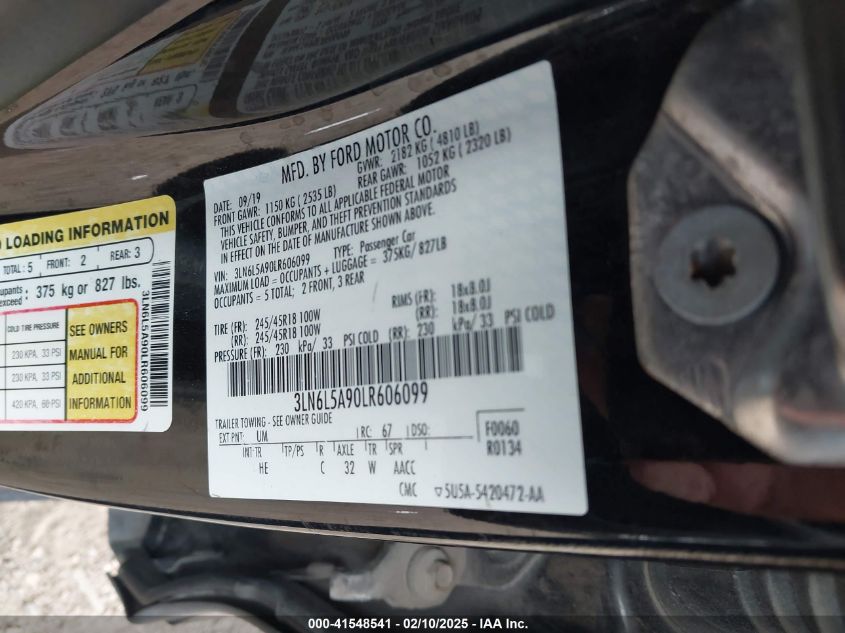 MFD. BY FORD MOTOR CO.
DATE: 09/19 GVWR: 2182 KG ( 4810 LB)
FRONT GAWR: 1150 KG ( 2535 LB) REAR GAWR: 1052 KG ( 2320 LB)
THIS VEHICLE CONFORMS TO ALL APPLICABLE FEDERAL MOTOR
VEHICLE SAFETY, BUMPER, AND THEFT PREVENTION STANDARDS
IN EFFECT ON THE DATE OF MANUFACTURE SHOWN ABOVE.
VIN: 3LN6L5A90LR606099 TYPE: Passenger Car
MAXIMUM LOAD = OCCUPANTS + LUGGAGE = 375KG/ 827LB
OCCUPANTS = 5 TOTAL; 2 FRONT, 3 REAR
TIRE (FR): 245/45R18 100W RIMS (FR): 18x8.0J
(RR): 245/45R18 100W (RR): 18x8.0J
PRESSURE (FR): 230 kPa/ 33 PSI COLD (RR): 230 kPa/ 33 PSI COLD
3LN6L5A90LR606099
TRAILER TOWING - SEE OWNER GUIDE
EXT PNT: UM RC: 67 DSO: F0060
INT TR TP/PS R AXLE TR SPR R0134
HE C 32 W AACC
CMC 5U5A-5420472-AA
LOADING INFORMATION
TOTAL: 5 FRONT: 2 REAR: 3
375 kg or 827 lbs.
COLD TIRE PRESSURE
230 KPA, 33 PSI
230 KPA, 33 PSI
420 KPA, 60 PSI
SEE OWNERS
MANUAL FOR
ADDITIONAL
INFORMATION
3LN6L5A90LR606099
000-41548541 - 02/10/2025 - IAA Inc.